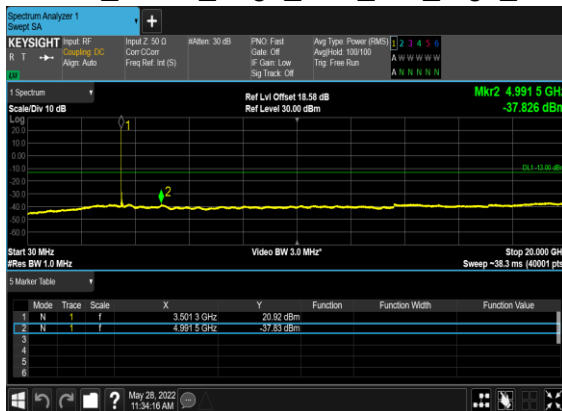 Spectrum Analyzer 1
Swept SA
+
KEYSIGHT Input: RF Input Z: 50 Ω #Atten: 30 dB PNO: Fast Avg Type: Power (RMS) 1 2 3 4 5 6
R T Coupling: DC Corr CCorr Gate: Off Avg|Hold: 100/100 A W W W W W
Align: Auto Freq Ref: Int (S) IF Gain: Low Trig: Free Run
Sig Track: Off A N N N N N
1 Spectrum Ref Lvl Offset 18.58 dB Mkr2 4.991 5 GHz
Scale/Div 10 dB Ref Level 30.00 dBm -37.826 dBm
Log
20.0 1
10.0
0.00
-10.0 DL1 -13.00 dBm
-20.0
-30.0 2
-40.0
-50.0
-60.0
Start 30 MHz Video BW 3.0 MHz* Stop 20.000 GH
#Res BW 1.0 MHz Sweep ~38.3 ms (40001 pts
5 Marker Table
Mode Trace Scale X Y Function Function Width Function Value
1 N 1 f 3.501 3 GHz 20.92 dBm
2 N 1 f 4.991 5 GHz -37.83 dBm
3
4
5
6
? May 28, 2022
11:34:16 AM